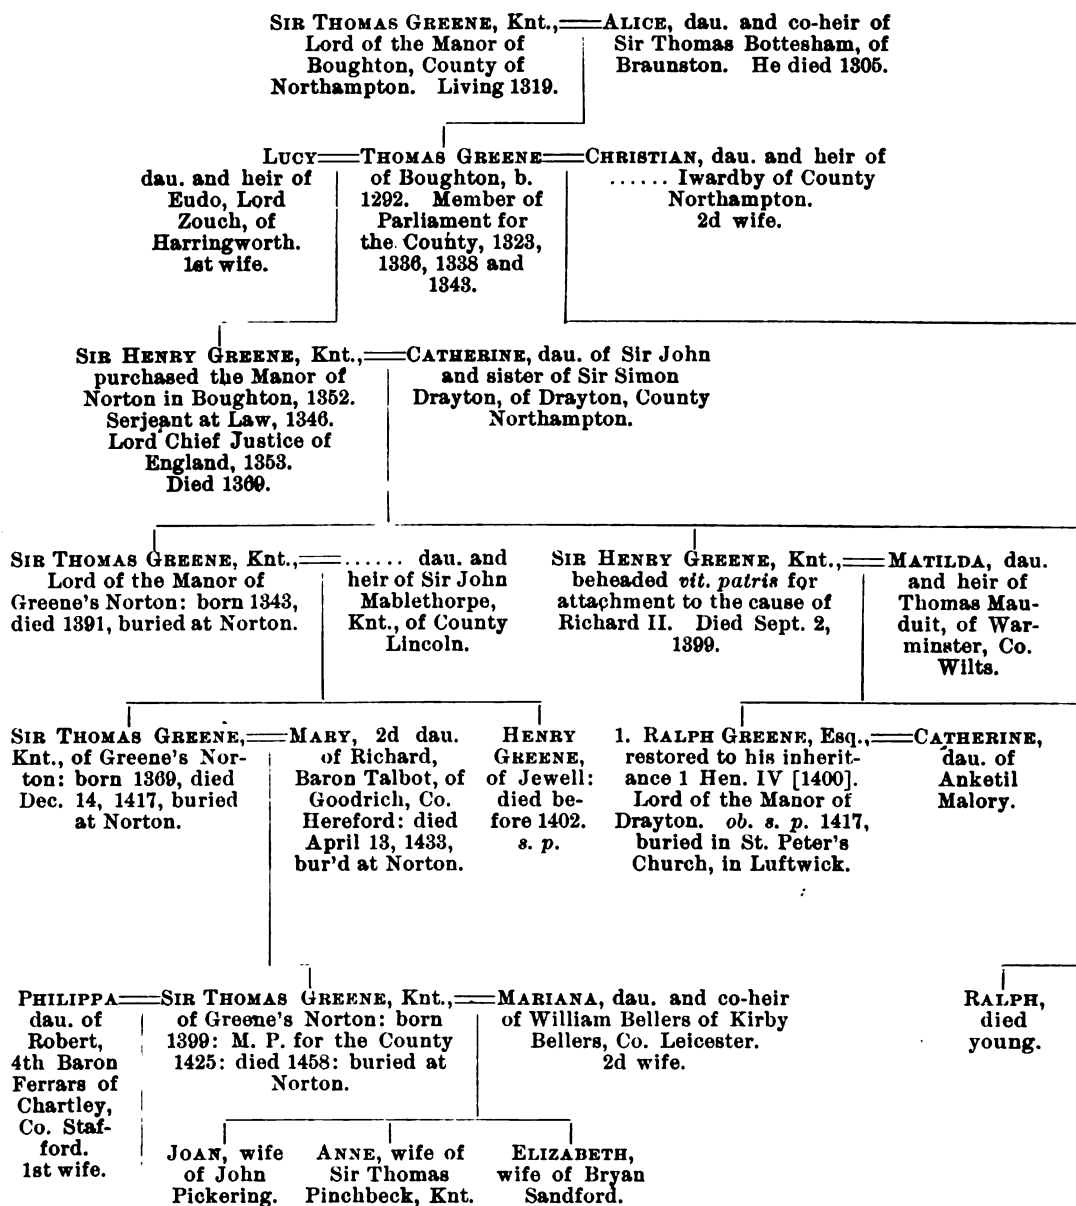 SIR THOMAS GREENE, Knt.,
Lord of the Manor of
Boughton, County of
Northampton. Living 1319.
ALICE, dau. and co-heir of
Sir Thomas Bottesham, of
Braunston. He died 1305.
LUCY
dau. and heir of
Eudo, Lord
Zouch, of
Harringworth.
1st wife.
THOMAS GREENE
of Boughton, b.
1292. Member of
Parliament for
the County, 1323,
1336, 1338 and
1343.
CHRISTIAN, dau. and heir of
...... Iwardby of County
Northampton.
2d wife.
SIR HENRY GREENE, Knt.,
purchased the Manor of
Norton in Boughton, 1352.
Serjeant at Law, 1346.
Lord Chief Justice of
England, 1353.
Died 1369.
CATHERINE, dau. of Sir John
and sister of Sir Simon
Drayton, of Drayton, County
Northampton.
SIR THOMAS GREENE, Knt.,
Lord of the Manor of
Greene's Norton: born 1343,
died 1391, buried at Norton.
...... dau. and
heir of Sir John
Mablethorpe,
Knt., of County
Lincoln.
SIR HENRY GREENE, Knt.,
beheaded vit. patris for
attachment to the cause of
Richard II. Died Sept. 2,
1399.
MATILDA, dau.
and heir of
Thomas Mau-
duit, of War-
minster, Co.
Wilts.
SIR THOMAS GREENE,
Knt., of Greene's Nor-
ton: born 1369, died
Dec. 14, 1417, buried
at Norton.
MARY, 2d dau.
of Richard,
Baron Talbot, of
Goodrich, Co.
Hereford: died
April 13, 1433,
bur'd at Norton.
HENRY
GREENE,
of Jewell:
died be-
fore 1402.
s. p.
1. RALPH GREENE, Esq.,
restored to his inherit-
ance 1 Hen. IV [1400].
Lord of the Manor of
Drayton. ob. s. p. 1417,
buried in St. Peter's
Church, in Luftwick.
CATHERINE,
dau. of
Anketil
Malory.
PHILIPPA
dau. of
Robert,
4th Baron
Ferrars of
Chartley,
Co. Staf-
ford.
1st wife.
SIR THOMAS GREENE, Knt.,
of Greene's Norton: born
1399: M. P. for the County
1425: died 1458: buried at
Norton.
MARIANA, dau. and co-heir
of William Bellers of Kirby
Bellers, Co. Leicester.
2d wife.
RALPH,
died
young.
JOAN, wife
of John
Pickering.
ANNE, wife of
Sir Thomas
Pinchbeck, Knt.
ELIZABETH,
wife of Bryan
Sandford.